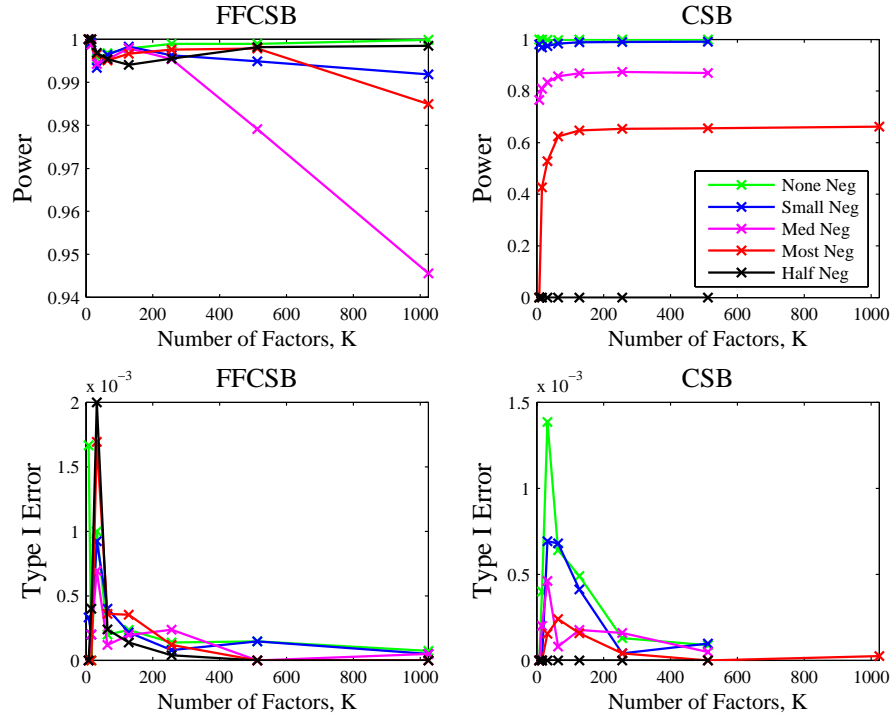 FFCSB
1
0.99
0.98
0.97
0.96
0.95
0.94
Power
0 200 400 600 800 1000
Number of Factors, K
CSB
1
0.8
0.6
0.4
0.2
0
Power
None Neg
Small Neg
Med Neg
Most Neg
Half Neg
0 200 400 600 800 1000
Number of Factors, K
FFCSB
x 10⁻³
2
1.5
1
0.5
0
Type I Error
0 200 400 600 800 1000
Number of Factors, K
CSB
x 10⁻³
1.5
1
0.5
0
Type I Error
0 200 400 600 800 1000
Number of Factors, K